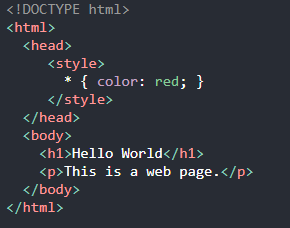 <!DOCTYPE html>
<html>
  <head>
     <style>
       * { color: red; }
     </style>
  </head>
  <body>
    <h1>Hello World</h1>
    <p>This is a web page.</p>
  </body>
</html>